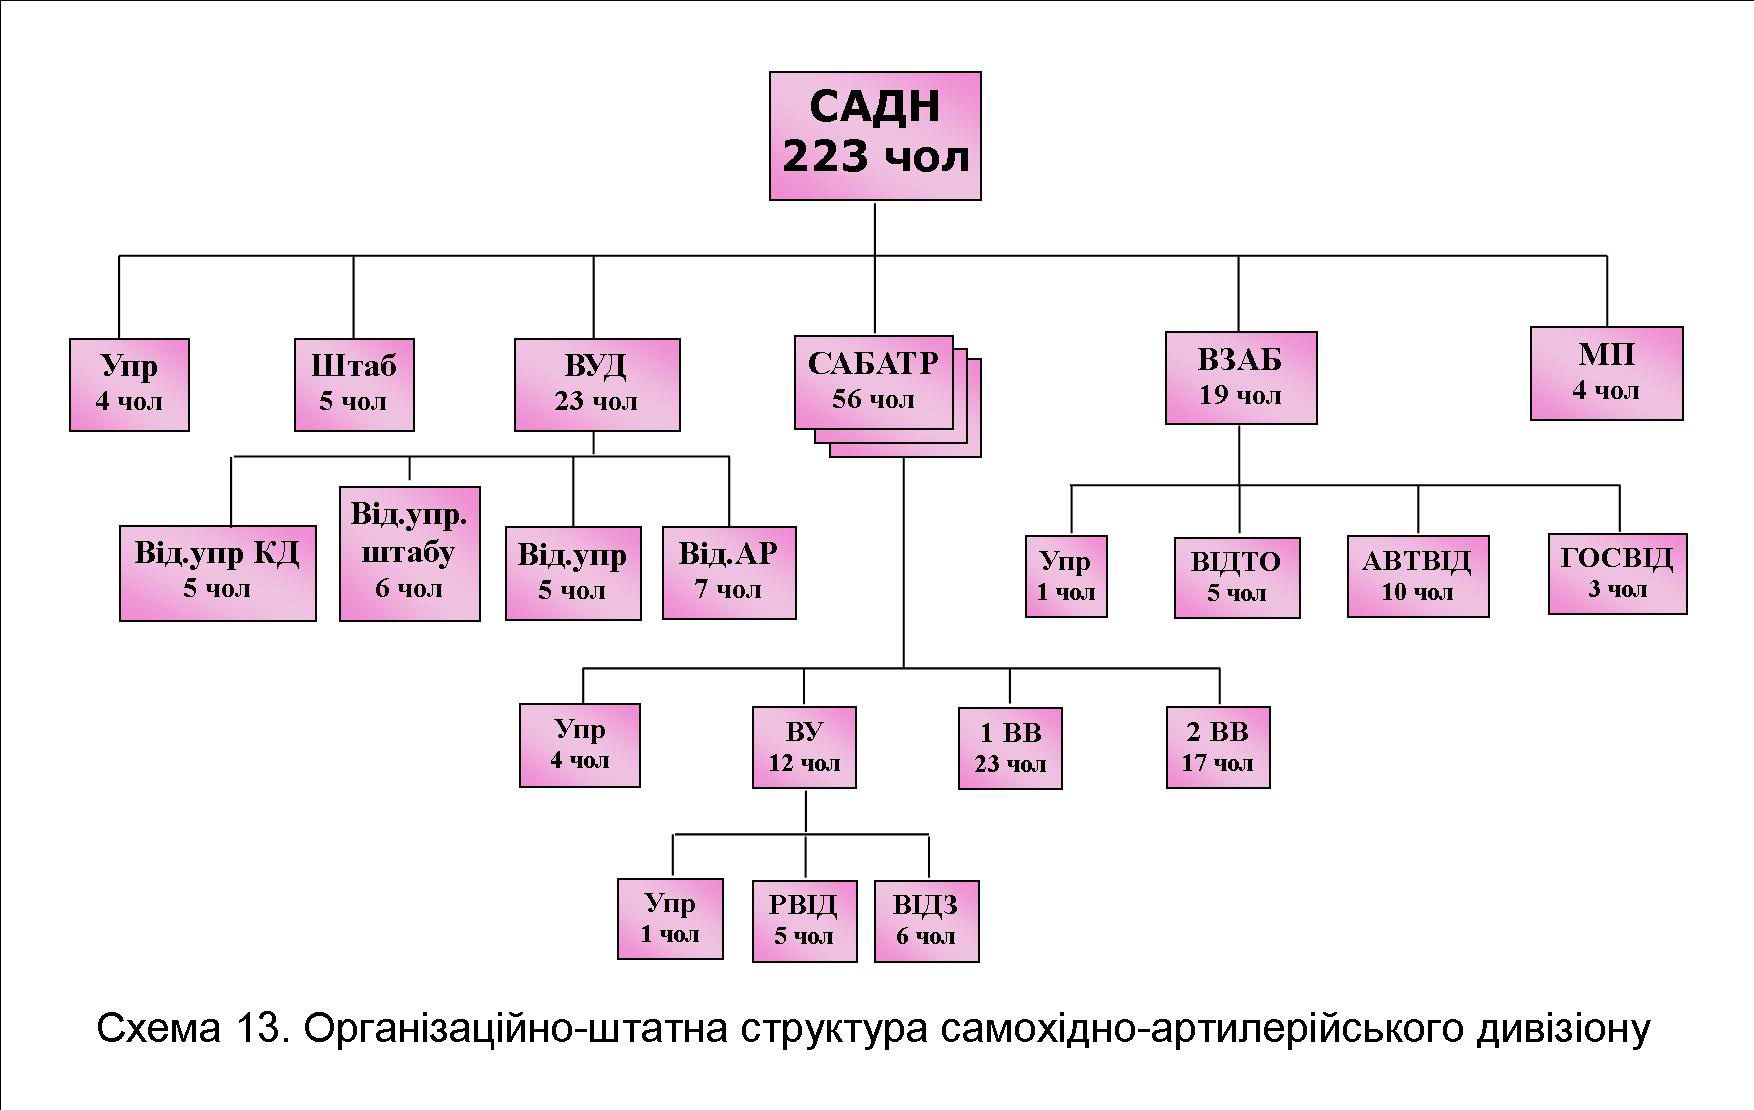 САДН
223 чол
Упр
4 чол
Штаб
5 чол
ВУД
23 чол
САБАТР
56 чол
ВЗАБ
19 чол
МП
4 чол
Від.упр КД
5 чол
Від.упр.
штабу
6 чол
Від.упр
5 чол
Від.АР
7 чол
Упр
1 чол
ВІДТО
5 чол
АВТВІД
10 чол
ГОСВІД
3 чол
Упр
4 чол
ВУ
12 чол
1 ВВ
23 чол
2 ВВ
17 чол
Упр
1 чол
РВІД
5 чол
ВІДЗ
6 чол
Схема 13. Організаційно-штатна структура самохідно-артилерійського дивізіону